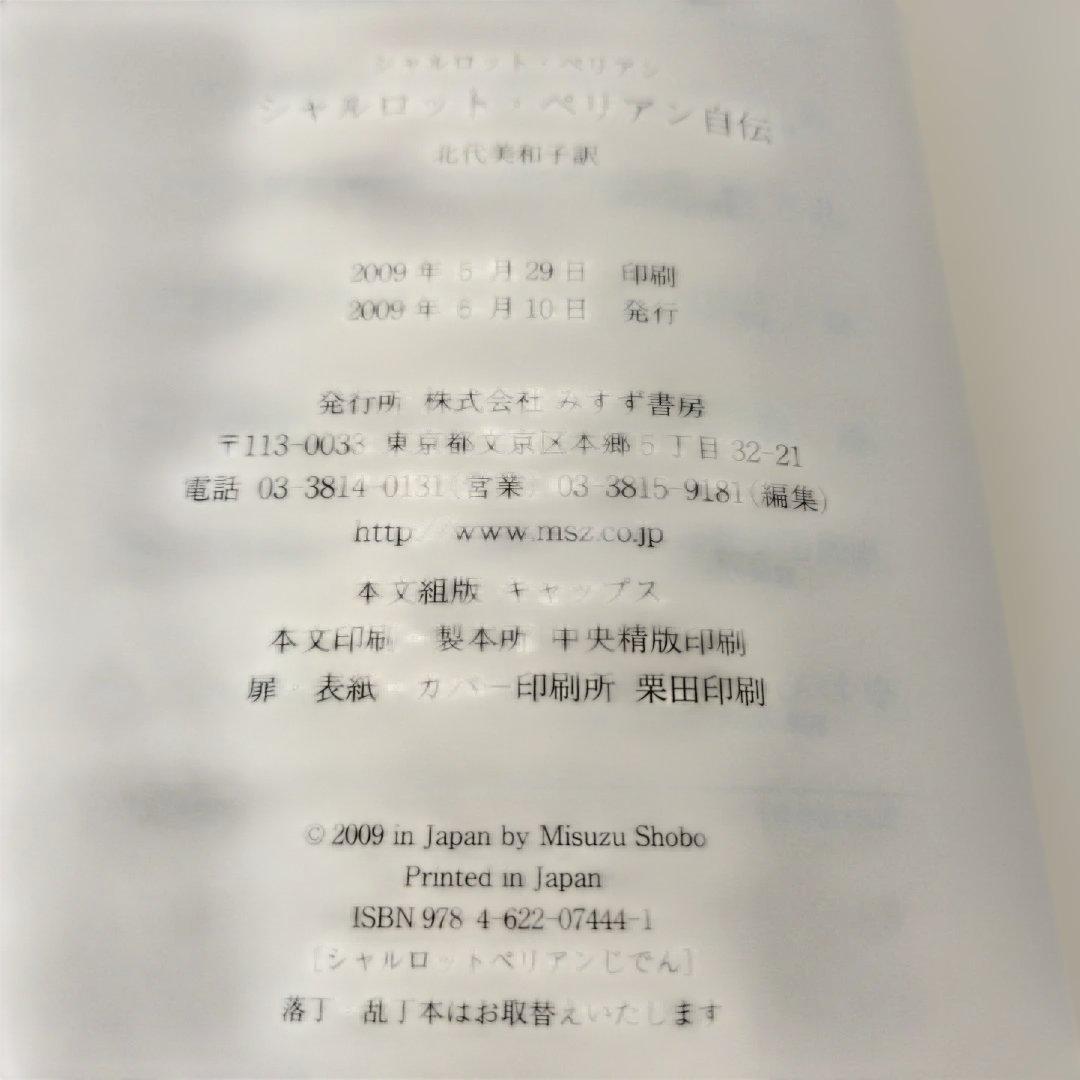 シャルロット・ペリアン
シャルロット・ペリアン自伝
北代美和子訳
2009年5月29日 印刷
2009年6月10日 発行
発行所 株式会社 みすず書房
〒113-0033 東京都文京区本郷5丁目32-21
電話 03-3814-0131(営業) 03-3815-9181(編集)
http://www.msz.co.jp
本文組版 キャップス
本文印刷・製本所 中央精版印刷
扉・表紙・カバー印刷所 栗田印刷
© 2009 in Japan by Misuzu Shobo
Printed in Japan
ISBN 978-4-622-07444-1
[シャルロットペリアンじでん]
落丁・乱丁本はお取替えいたします